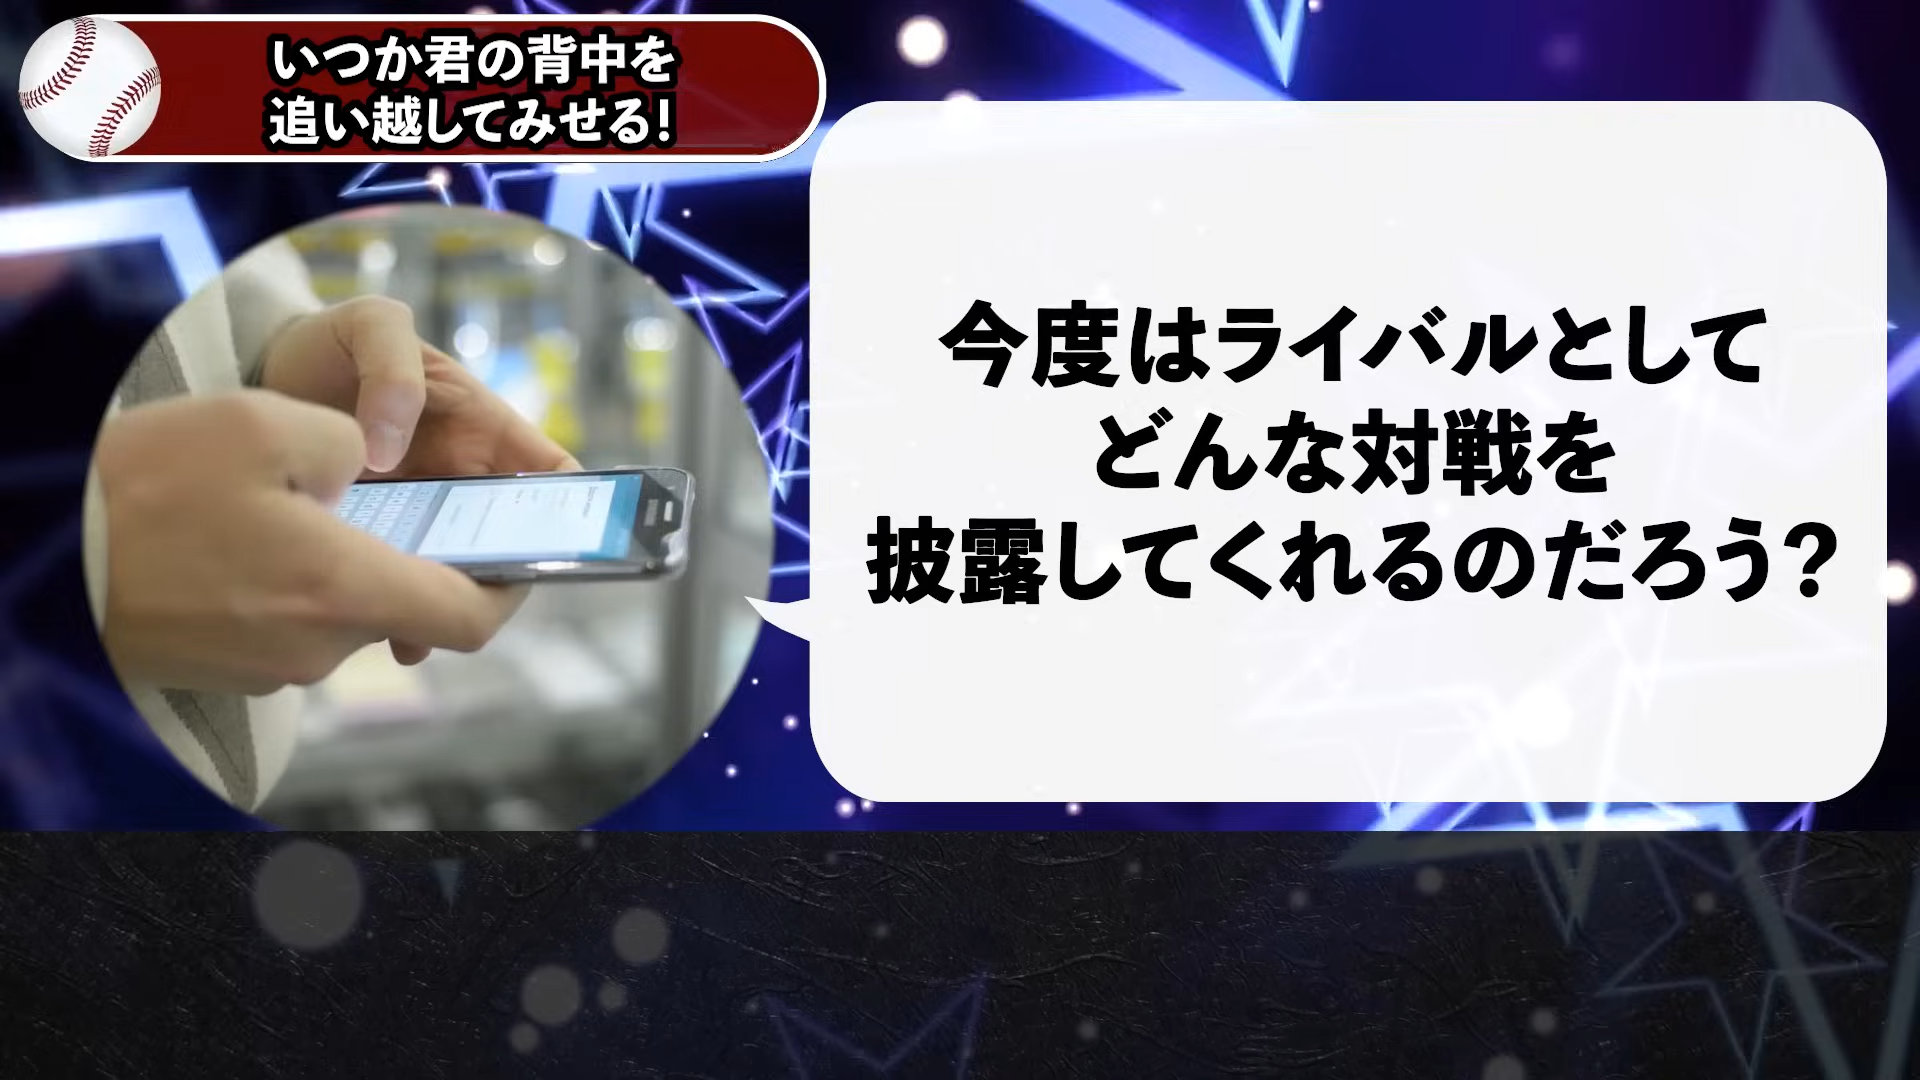 いつか君の背中を
追い越してみせる!
今度はライバルとして
どんな対戦を
披露してくれるのだろう?